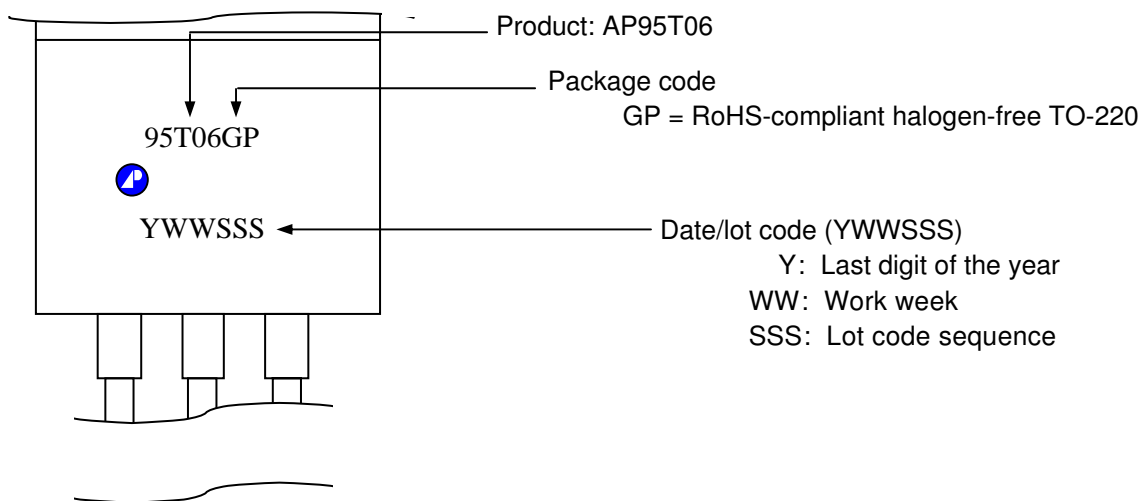 Product: AP95T06
Package code
GP = RoHS-compliant halogen-free TO-220
95T06GP
YWWSSS
Date/lot code (YWWSSS)
Y: Last digit of the year
WW: Work week
SSS: Lot code sequence